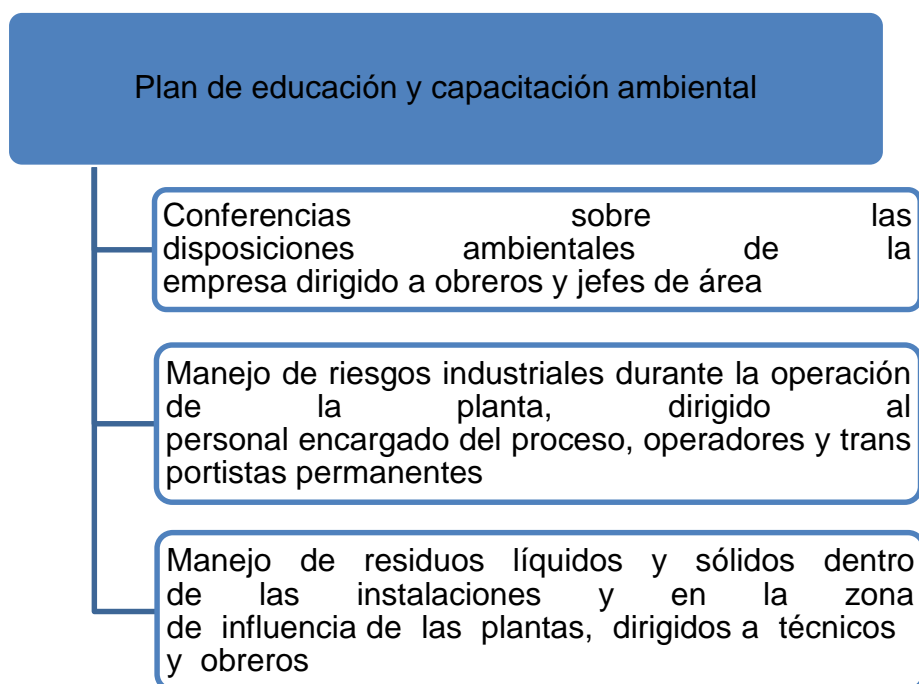 Plan de educación y capacitación ambiental
Conferencias sobre las
disposiciones ambientales de la
empresa dirigido a obreros y jefes de área
Manejo de riesgos industriales durante la operación
de la planta, dirigido al
personal encargado del proceso, operadores y trans
portistas permanentes
Manejo de residuos líquidos y sólidos dentro
de las instalaciones y en la zona
de influencia de las plantas, dirigidos a técnicos
y obreros